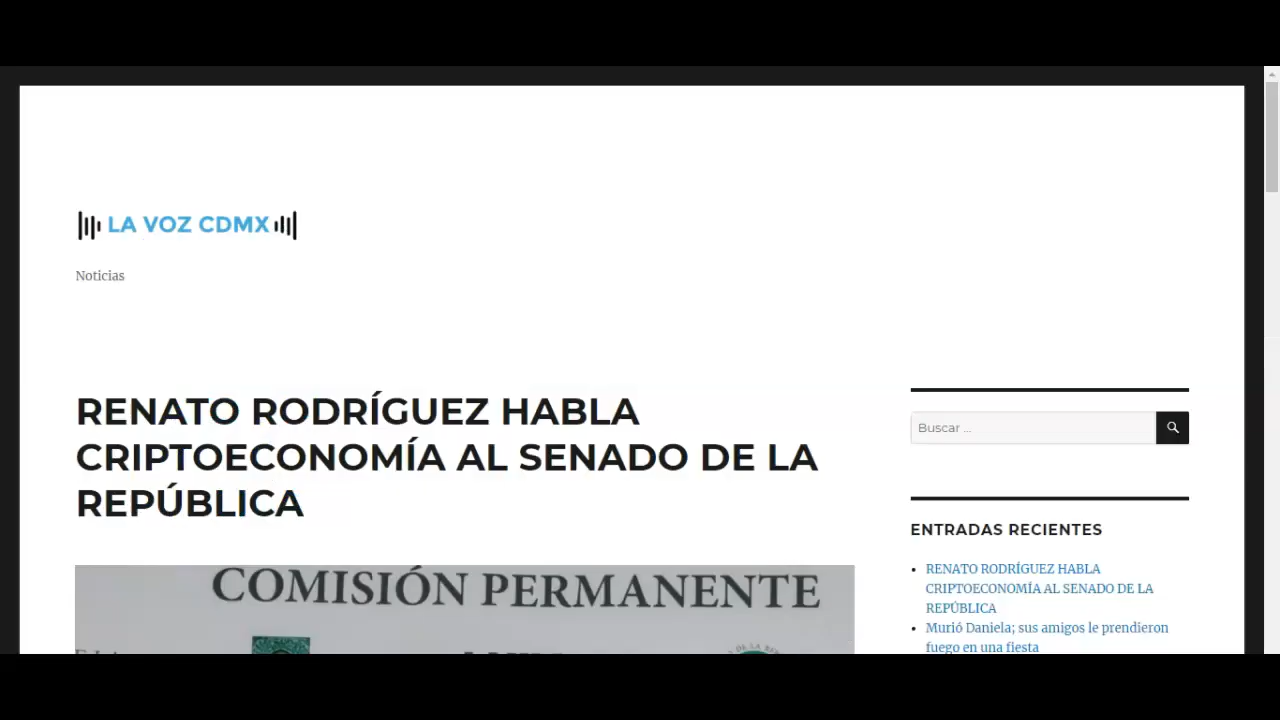 LA VOZ CDMX
Noticias
RENATO RODRÍGUEZ HABLA
CRIPTOECONOMÍA AL SENADO DE LA
REPÚBLICA
COMISIÓN PERMANENTE
Buscar ...
ENTRADAS RECIENTES
RENATO RODRÍGUEZ HABLA
CRIPTOECONOMÍA AL SENADO DE LA
REPÚBLICA
Murió Daniela; sus amigos le prendieron
fuego en una fiesta